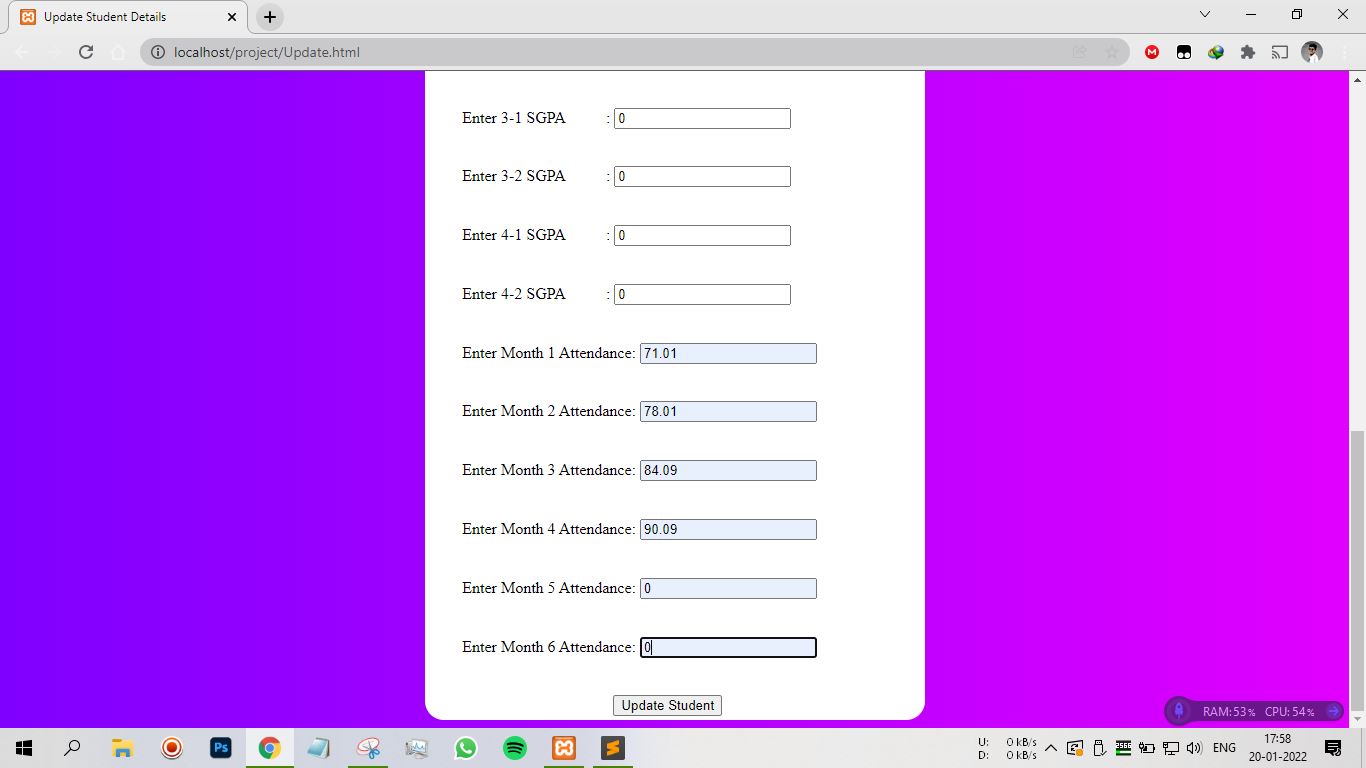 Update Student Details
localhost/project/Update.html
Enter 3-1 SGPA : 0
Enter 3-2 SGPA : 0
Enter 4-1 SGPA : 0
Enter 4-2 SGPA : 0
Enter Month 1 Attendance: 71.01
Enter Month 2 Attendance: 78.01
Enter Month 3 Attendance: 84.09
Enter Month 4 Attendance: 90.09
Enter Month 5 Attendance: 0
Enter Month 6 Attendance: 0
Update Student
RAM:53% CPU: 54%
Ps
U: 0 kB/s
D: 0 kB/s
2566
ENG
17:58
20-01-2022